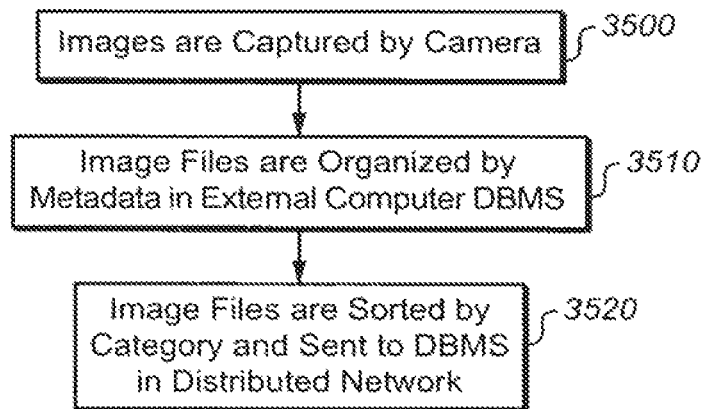 Images are Captured by Camera
3500
Image Files are Organized by
Metadata in External Computer DBMS
3510
Image Files are Sorted by
Category and Sent to DBMS
in Distributed Network
3520